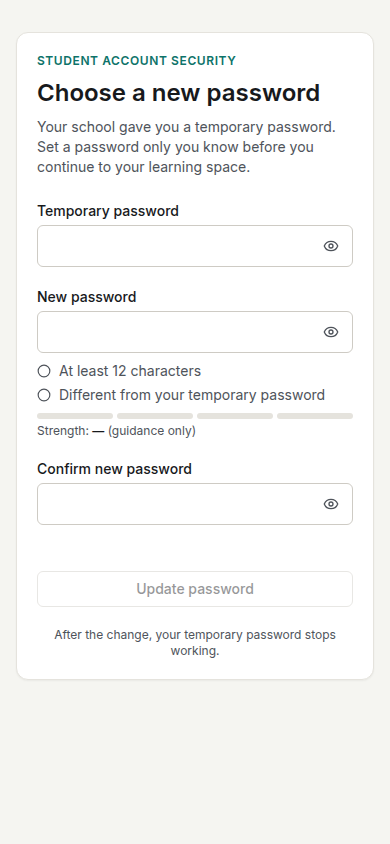 STUDENT ACCOUNT SECURITY
Choose a new password
Your school gave you a temporary password.
Set a password only you know before you
continue to your learning space.
Temporary password
New password
At least 12 characters
Different from your temporary password
Strength: — (guidance only)
Confirm new password
Update password
After the change, your temporary password stops
working.